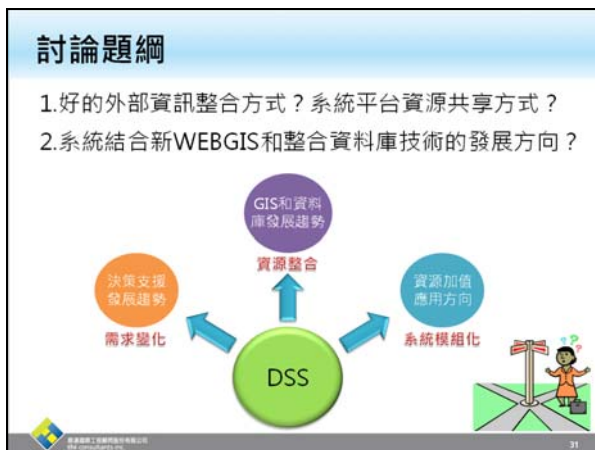 討論題綱
1.好的外部資訊整合方式？系統平台資源共享方式？
2.系統結合新WEBGIS和整合資料庫技術的發展方向？
GIS和資料
庫發展趨勢
資源整合
決策支援
發展趨勢
需求變化
資源加值
應用方向
系統模組化
DSS
? ? ?
31